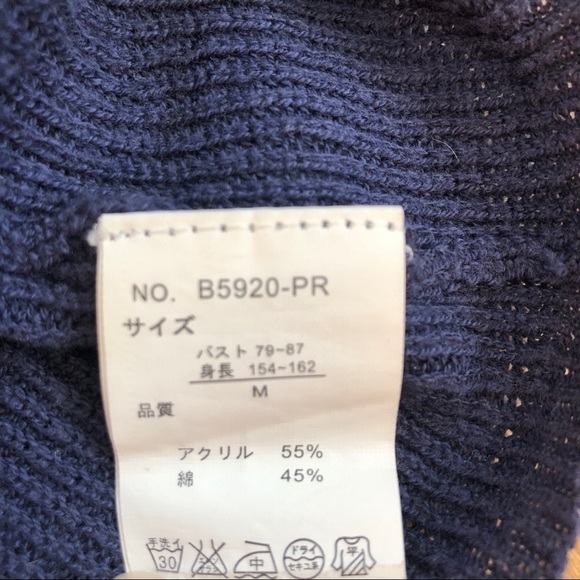 NO. B5920-PR
サイズ
バスト 79~87
身長 154~162
M
品質
アクリル 55%
綿 45%
手洗イ 30 中 ドライ セキユ系 平